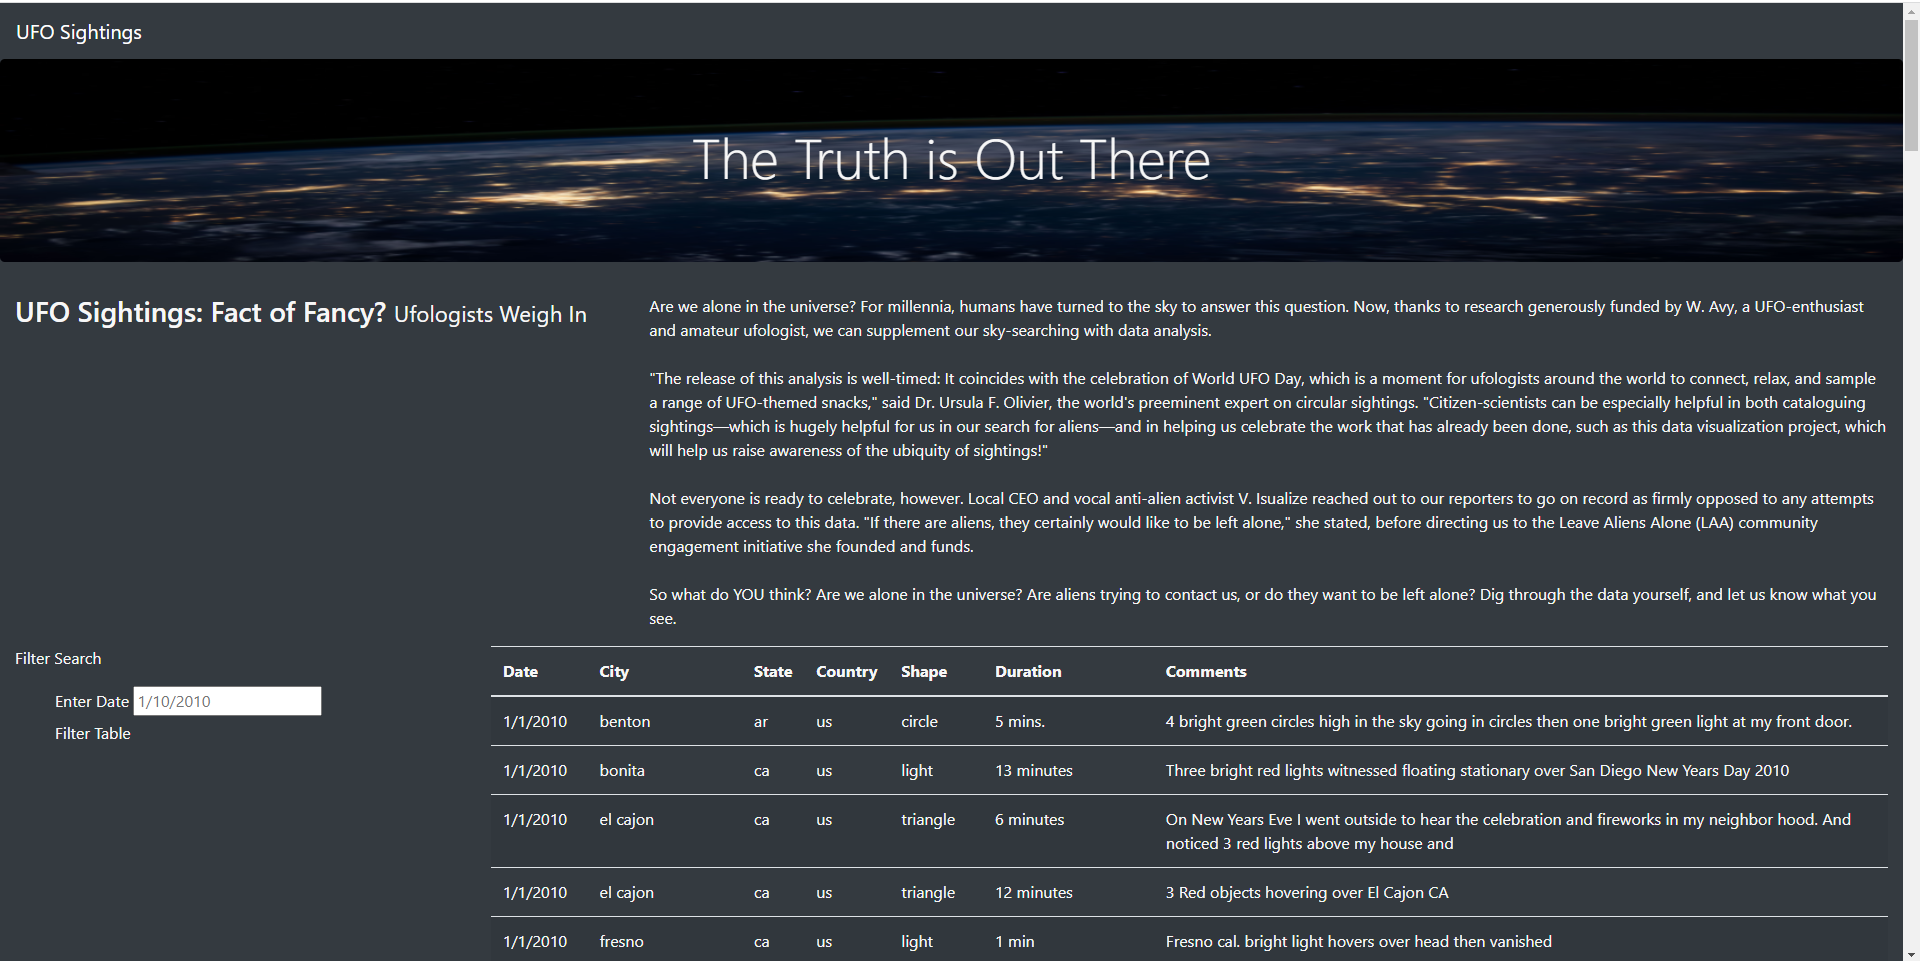 UFO Sightings
The Truth is Out There
UFO Sightings: Fact of Fancy? Ufologists Weigh In
Are we alone in the universe? For millennia, humans have turned to the sky to answer this question. Now, thanks to research generously funded by W. Avy, a UFO-enthusiast
and amateur ufologist, we can supplement our sky-searching with data analysis.
"The release of this analysis is well-timed: It coincides with the celebration of World UFO Day, which is a moment for ufologists around the world to connect, relax, and sample
a range of UFO-themed snacks," said Dr. Ursula F. Olivier, the world's preeminent expert on circular sightings. "Citizen-scientists can be especially helpful in both cataloguing
sightings—which is hugely helpful for us in our search for aliens—and in helping us celebrate the work that has already been done, such as this data visualization project, which
will help us raise awareness of the ubiquity of sightings!"
Not everyone is ready to celebrate, however. Local CEO and vocal anti-alien activist V. Isualize reached out to our reporters to go on record as firmly opposed to any attempts
to provide access to this data. "If there are aliens, they certainly would like to be left alone," she stated, before directing us to the Leave Aliens Alone (LAA) community
engagement initiative she founded and funds.
So what do YOU think? Are we alone in the universe? Are aliens trying to contact us, or do they want to be left alone? Dig through the data yourself, and let us know what you
see.
Filter Search
Enter Date 1/10/2010
Filter Table
Date City State Country Shape Duration Comments
1/1/2010 benton ar us circle 5 mins. 4 bright green circles high in the sky going in circles then one bright green light at my front door.
1/1/2010 bonita ca us light 13 minutes Three bright red lights witnessed floating stationary over San Diego New Years Day 2010
1/1/2010 el cajon ca us triangle 6 minutes On New Years Eve I went outside to hear the celebration and fireworks in my neighbor hood. And
noticed 3 red lights above my house and
1/1/2010 el cajon ca us triangle 12 minutes 3 Red objects hovering over El Cajon CA
1/1/2010 fresno ca us light 1 min Fresno cal. bright light hovers over head then vanished